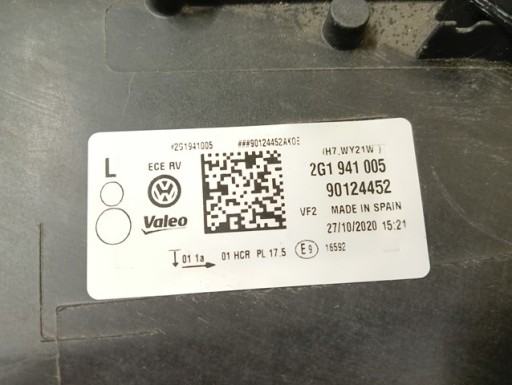 *2G1941005 ###90124452AK0E (H7,WY21W)
L ECE RV 2G1 941 005
90124452
Valeo VF2 MADE IN SPAIN
27/10/2020 15:21
01 1a 01 HCR PL 17.5 E9 16592